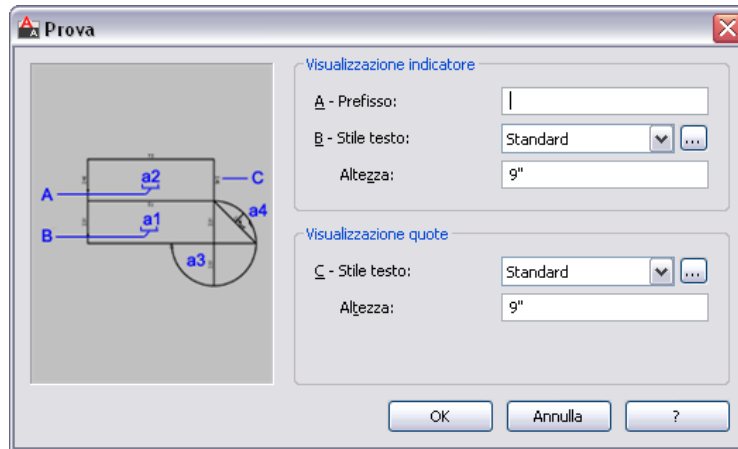 Prova
Visualizzazione indicatore
A - Prefisso:
B - Stile testo:
Standard
...
Altezza:
9"
Visualizzazione quote
C - Stile testo:
Standard
...
Altezza:
9"
a2
C
A
a1
a4
B
a3
OK
Annulla
?